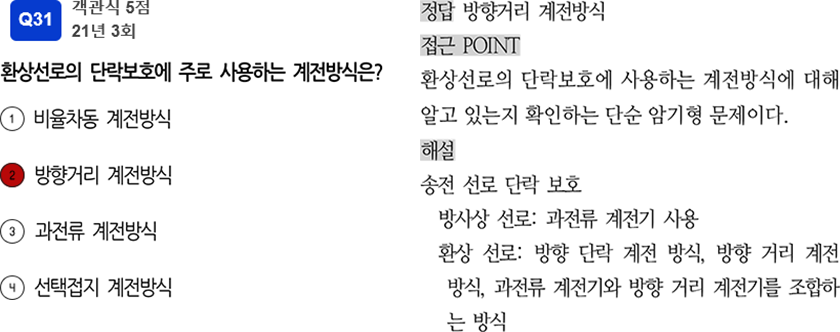 Q31
객관식 5점
21년 3회
환상선로의 단락보호에 주로 사용하는 계전방식은?
1 비율차동 계전방식
2 방향거리 계전방식
3 과전류 계전방식
4 선택접지 계전방식
정답 방향거리 계전방식
접근 POINT
환상선로의 단락보호에 사용하는 계전방식에 대해
알고 있는지 확인하는 단순 암기형 문제이다.
해설
송전 선로 단락 보호
방사상 선로: 과전류 계전기 사용
환상 선로: 방향 단락 계전 방식, 방향 거리 계전
방식, 과전류 계전기와 방향 거리 계전기를 조합하
는 방식